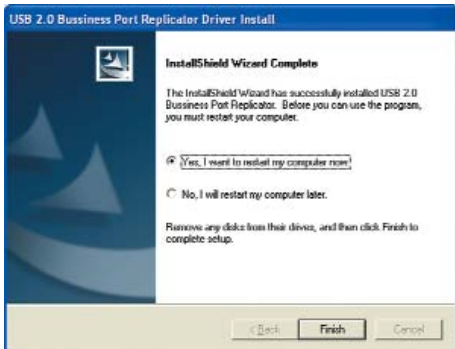 USB 2.0 Bussiness Port Replicator Driver Install
InstallShield Wizard Complete
The InstallShield Wizard has successfully installed USB 2.0
Bussiness Port Replicator. Before you can use the program,
you must restart your computer.
Yes, I want to restart my computer now!
No, I will restart my computer later.
Remove any disks from their drives, and then click Finish to
complete setup.
< Back
Finish
Cancel